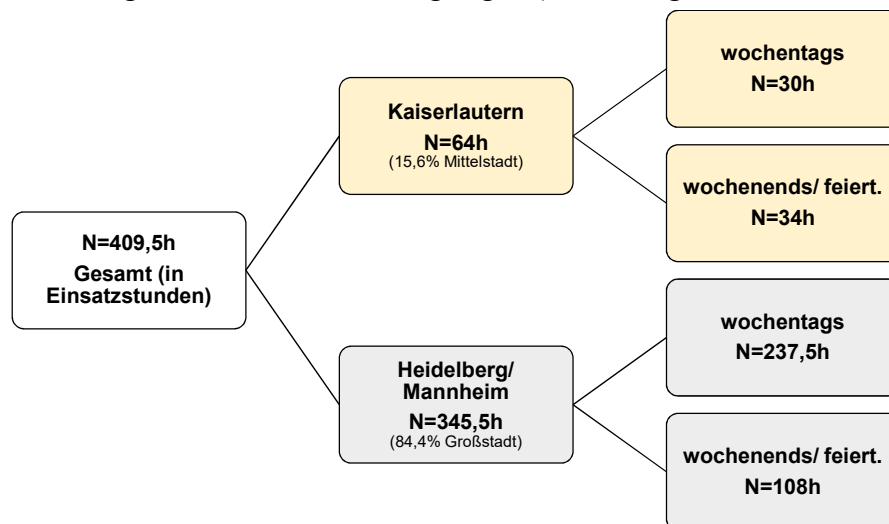 N=409,5h
Gesamt (in
Einsatzstunden)
Kaiserlautern
N=64h
(15,6% Mittelstadt)
wochentags
N=30h
wochenends/ feiert.
N=34h
Heidelberg/
Mannheim
N=345,5h
(84,4% Großstadt)
wochentags
N=237,5h
wochenends/ feiert.
N=108h